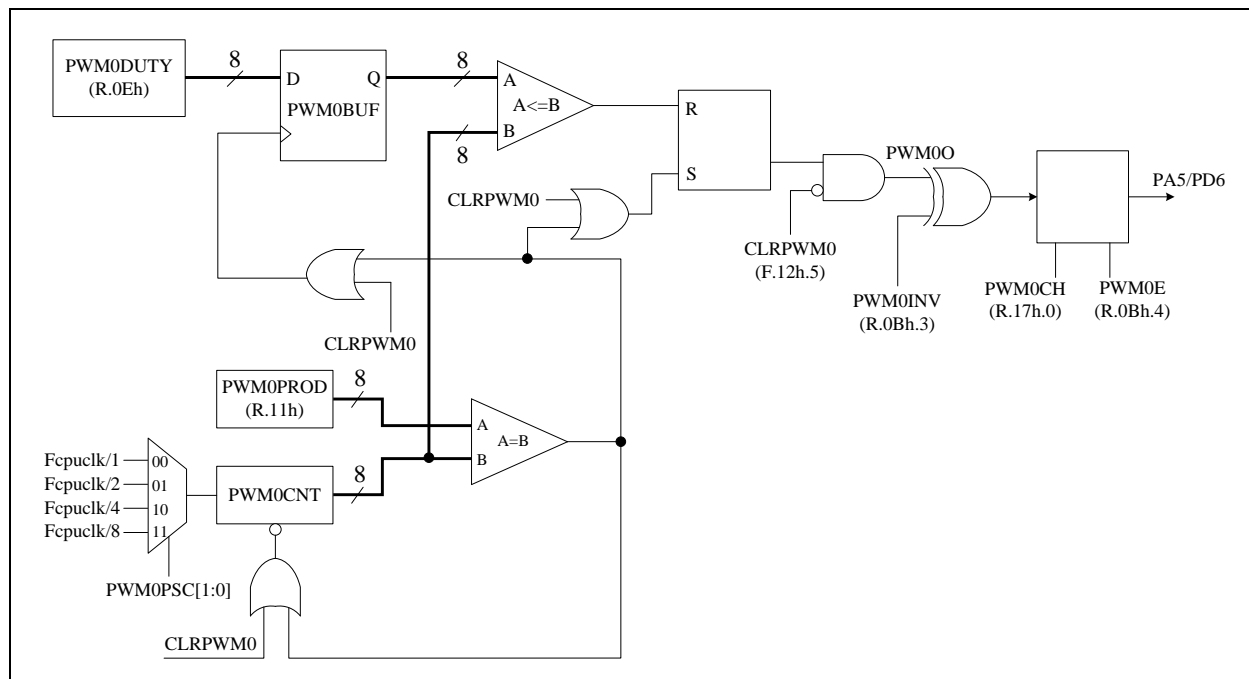 PWM0DUTY
(R.0Eh)
8
D
Q
PWM0BUF
8
A
A<=B
B
8
R
S
CLRPWM0
PWM0O
PA5/PD6
CLRPWM0
(F.12h.5)
PWM0INV
(R.0Bh.3)
PWM0CH
(R.17h.0)
PWM0E
(R.0Bh.4)
CLRPWM0
PWM0PROD
(R.11h)
8
A
A=B
B
Fcpuclk/1
00
Fcpuclk/2
01
Fcpuclk/4
10
Fcpuclk/8
11
PWM0CNT
8
PWM0PSC[1:0]
CLRPWM0